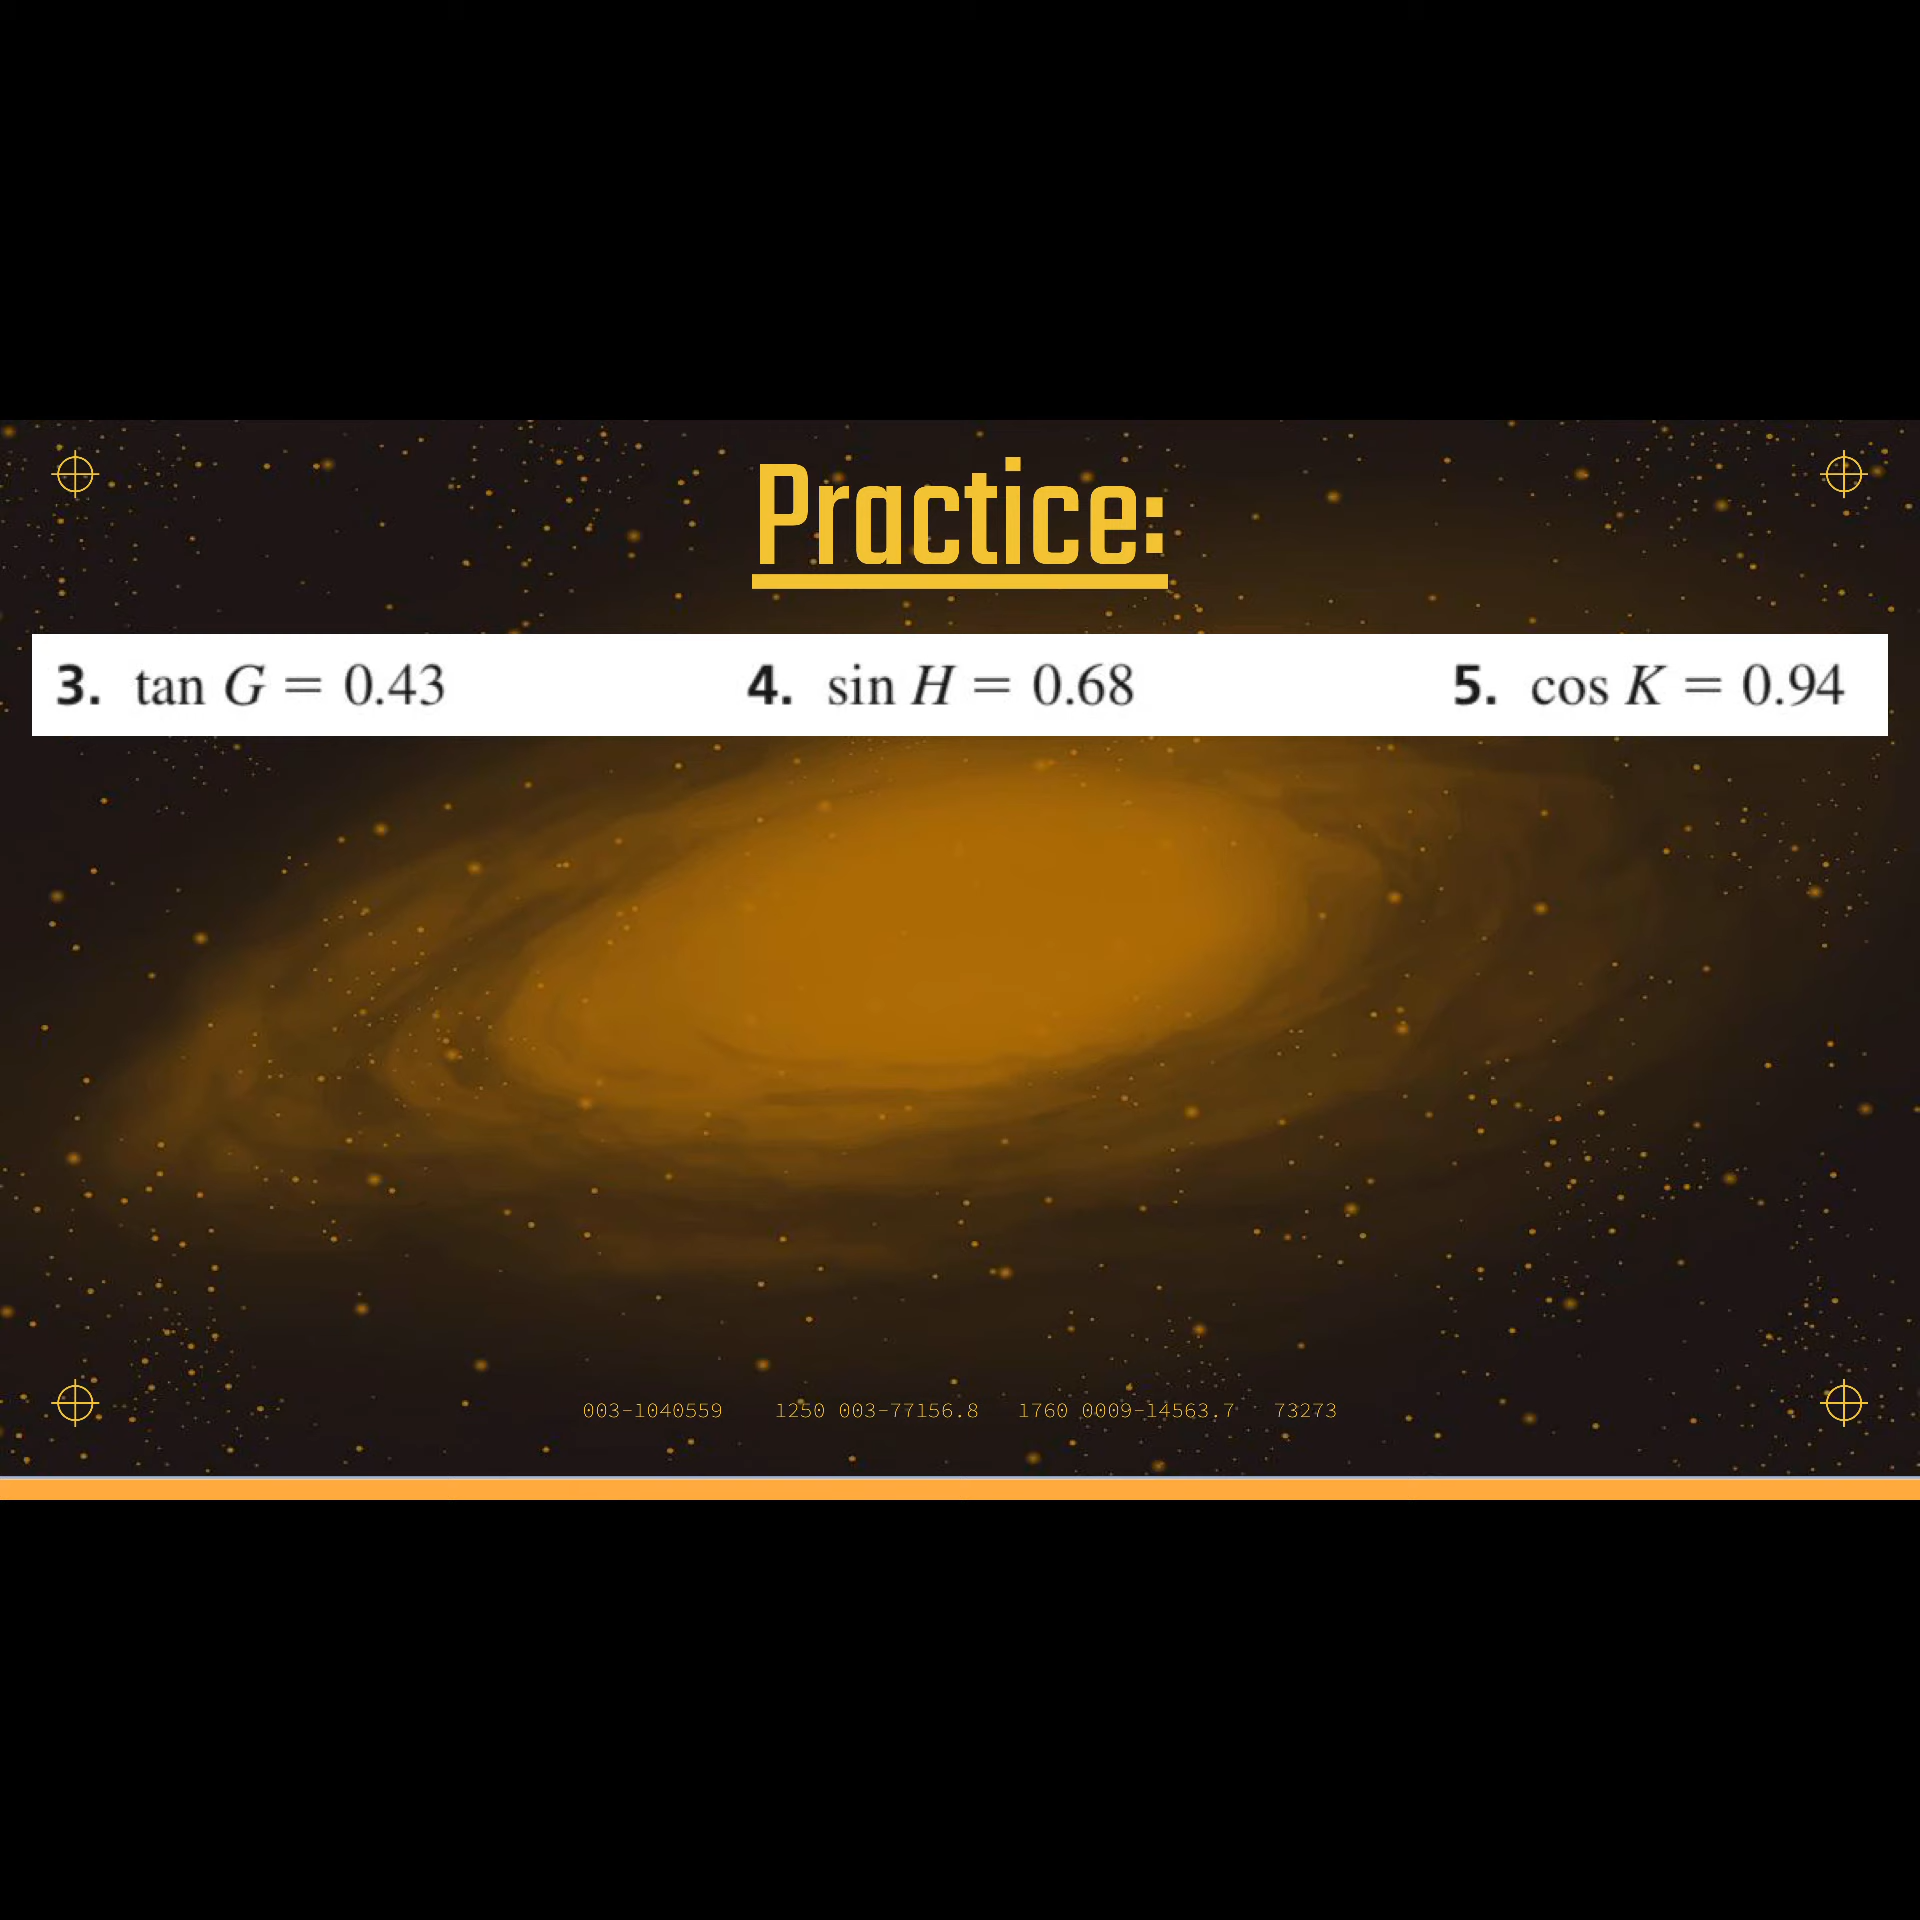 Practice:
3. tan G = 0.43 4. sin H = 0.68 5. cos K = 0.94
003-1040559 1250 003-77156.8 1760 0009-14563.7 73273